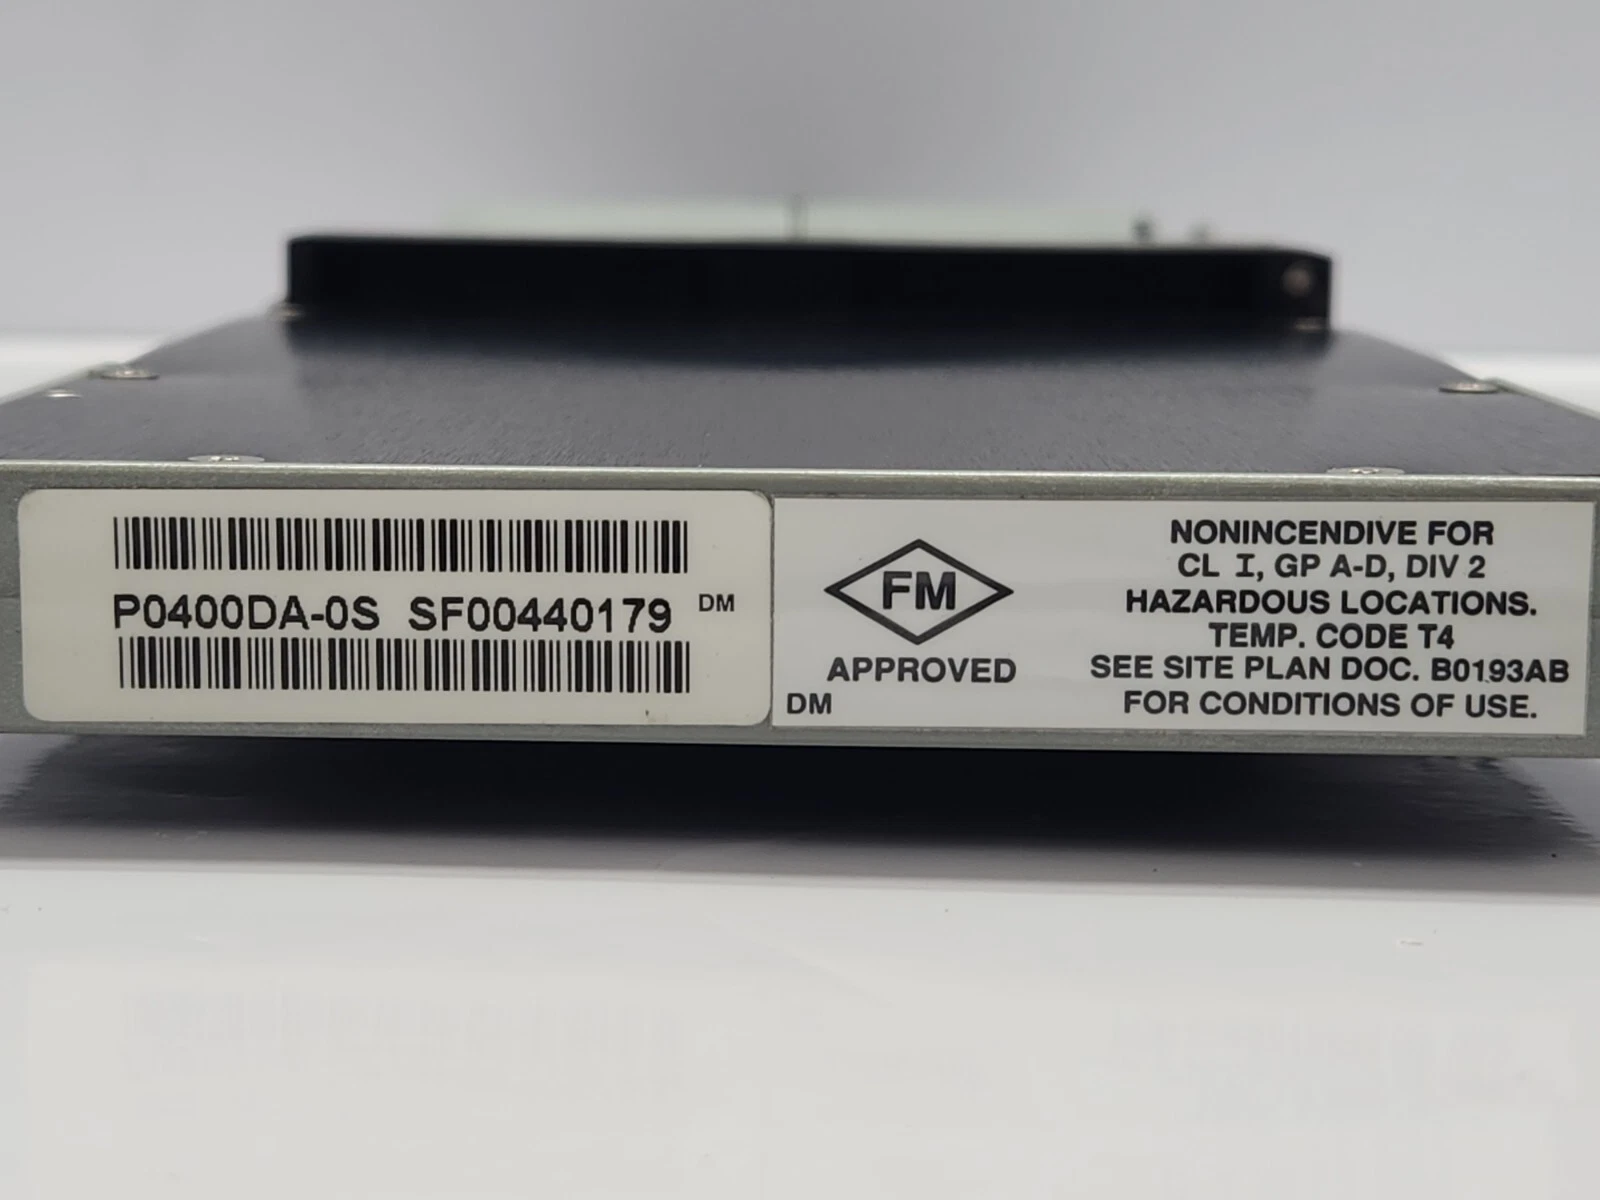 P0400DA-0S SF00440179 DM
FM
APPROVED
DM
NONINCENDIVE FOR
CL I, GP A-D, DIV 2
HAZARDOUS LOCATIONS.
TEMP. CODE T4
SEE SITE PLAN DOC. B0193AB
FOR CONDITIONS OF USE.